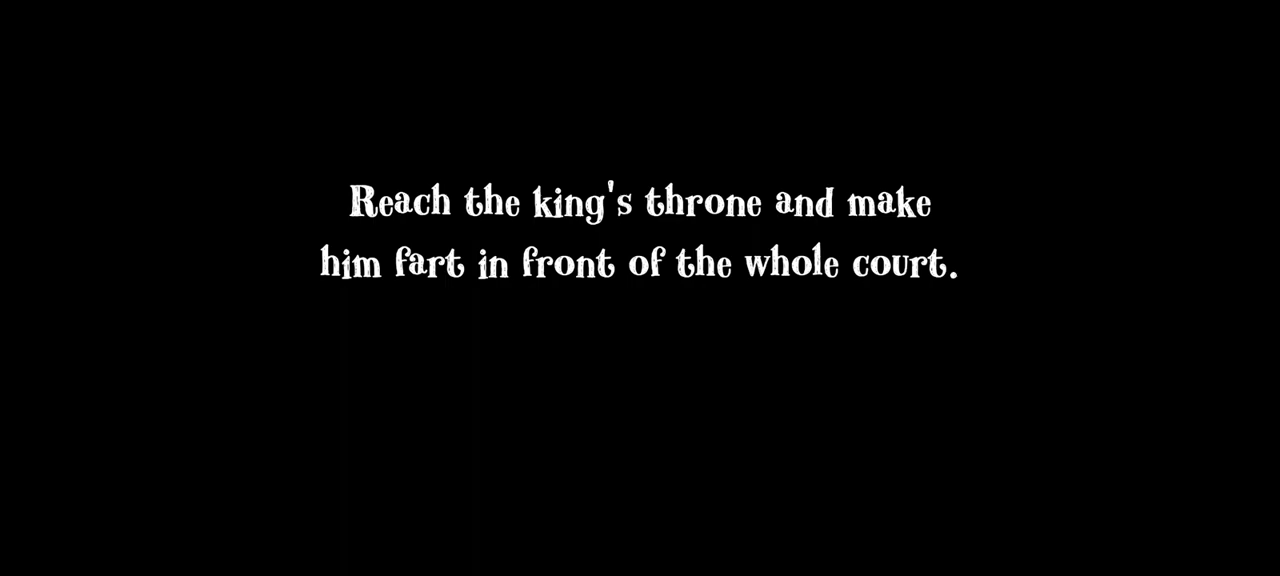 Reach the king's throne and make
him fart in front of the whole court.